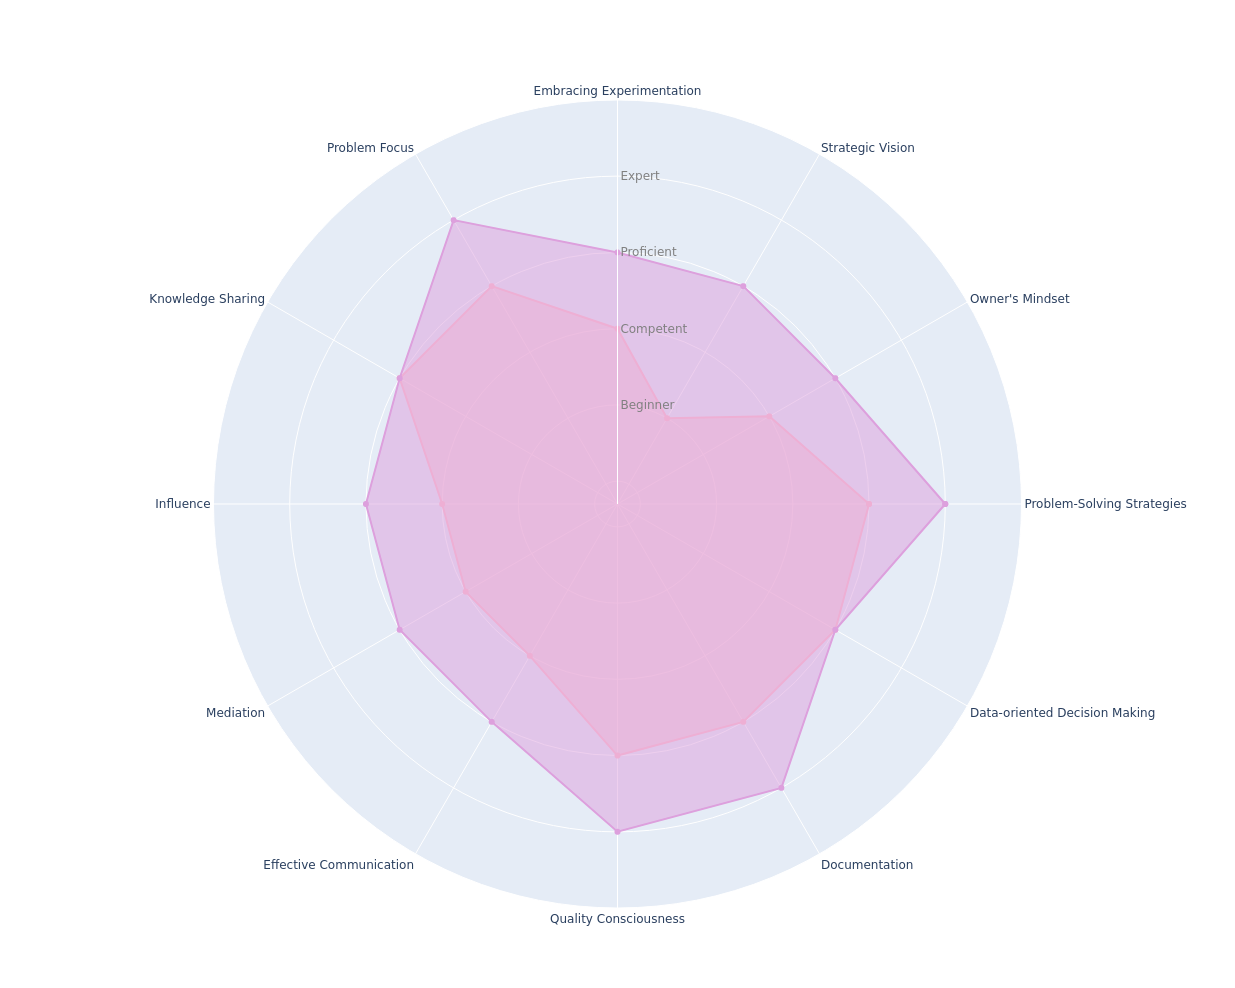 Embracing Experimentation
Problem Focus
Strategic Vision
Expert
Proficient
Knowledge Sharing
Owner's Mindset
Competent
Beginner
Influence
Problem-Solving Strategies
Mediation
Data-oriented Decision Making
Effective Communication
Documentation
Quality Consciousness